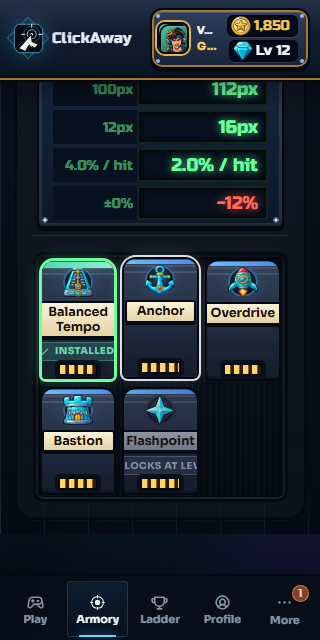 ClickAway
V...
G...
1,850
Lv 12
100px 112px
12px 16px
4.0% / hit 2.0% / hit
±0% -12%
Balanced
Tempo
✓ INSTALLED
Anchor
Overdrive
Bastion
Flashpoint
LOCKS AT LEV
Play
Armory
Ladder
Profile
More
1